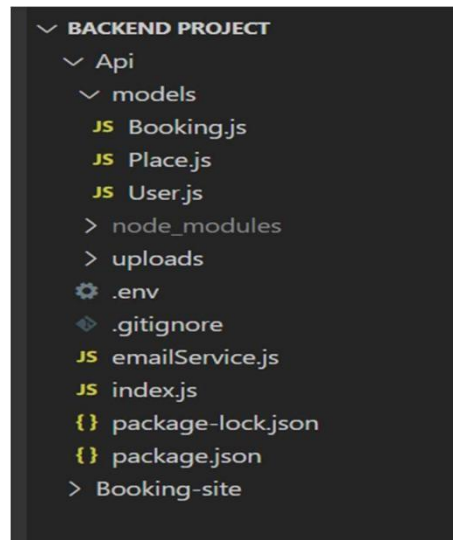 BACKEND PROJECT
Api
models
JS Booking.js
JS Place.js
JS User.js
node_modules
uploads
.env
.gitignore
JS emailService.js
JS index.js
{} package-lock.json
{} package.json
Booking-site